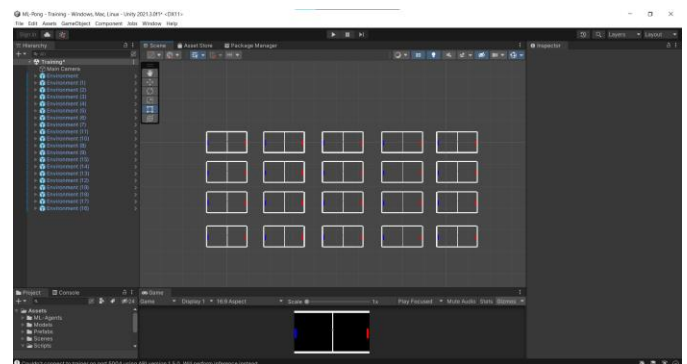 ML-Pong - Training - Windows, Mac, Linux - Unity 2021.3.0f1* <DX11>
File Edit Assets GameObject Component Jobs Window Help
Sign in
Layers Layout
Hierarchy
Scene Asset Store Package Manager
Inspector
Training*
Main Camera
Environment
Environment (1)
Environment (2)
Environment (3)
Environment (4)
Environment (5)
Environment (6)
Environment (7)
Environment (11)
Environment (10)
Environment (8)
Environment (9)
Environment (15)
Environment (14)
Environment (13)
Environment (12)
Environment (17)
Project Console
Game
Game Display 1 16:9 Aspect Scale 1x Play Focused Mute Audio Stats Gizmos
Assets
ML-Agents
Models
Prefabs
Scenes
Scripts